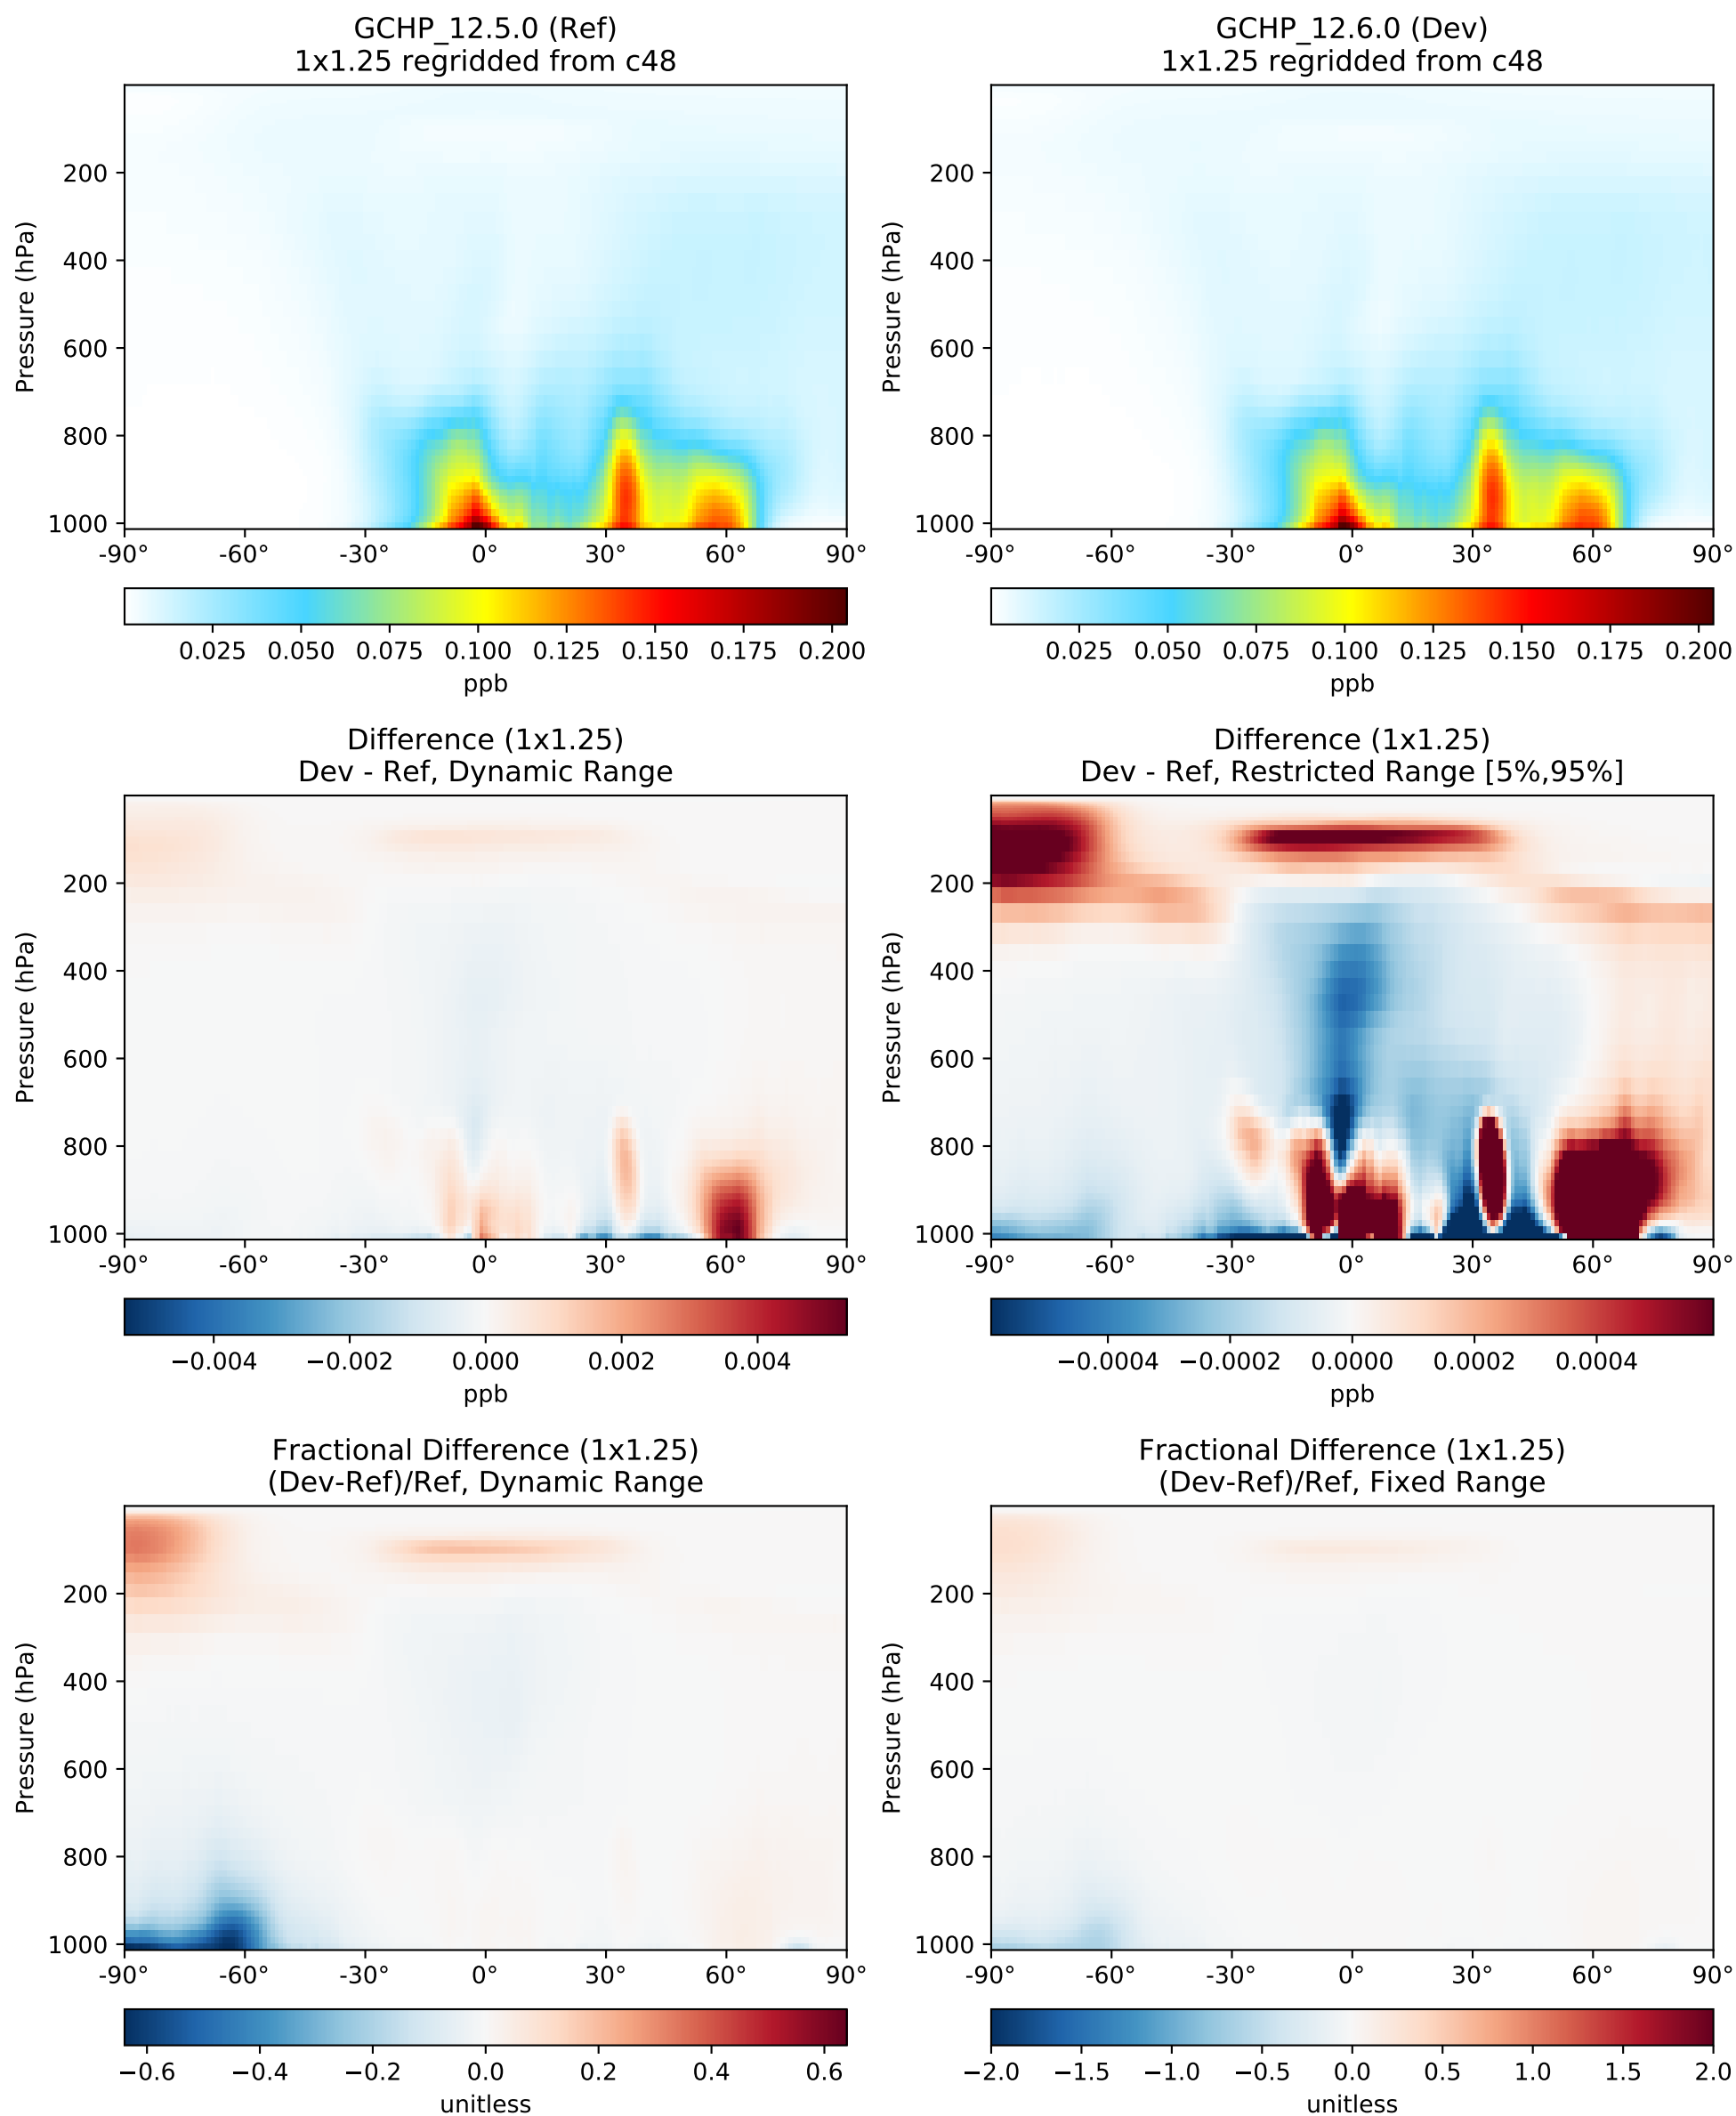 GCHP_12.5.0 (Ref)
1x1.25 regridded from c48
Pressure (hPa)
200
400
600
800
1000
-90° -60° -30° 0° 30° 60° 90°
0.025 0.050 0.075 0.100 0.125 0.150 0.175 0.200
ppb
GCHP_12.6.0 (Dev)
1x1.25 regridded from c48
Pressure (hPa)
200
400
600
800
1000
-90° -60° -30° 0° 30° 60° 90°
0.025 0.050 0.075 0.100 0.125 0.150 0.175 0.200
ppb
Difference (1x1.25)
Dev - Ref, Dynamic Range
Pressure (hPa)
200
400
600
800
1000
-90° -60° -30° 0° 30° 60° 90°
−0.004 −0.002 0.000 0.002 0.004
ppb
Difference (1x1.25)
Dev - Ref, Restricted Range [5%,95%]
Pressure (hPa)
200
400
600
800
1000
-90° -60° -30° 0° 30° 60° 90°
−0.0004 −0.0002 0.0000 0.0002 0.0004
ppb
Fractional Difference (1x1.25)
(Dev-Ref)/Ref, Dynamic Range
Pressure (hPa)
200
400
600
800
1000
-90° -60° -30° 0° 30° 60° 90°
−0.6 −0.4 −0.2 0.0 0.2 0.4 0.6
unitless
Fractional Difference (1x1.25)
(Dev-Ref)/Ref, Fixed Range
Pressure (hPa)
200
400
600
800
1000
-90° -60° -30° 0° 30° 60° 90°
−2.0 −1.5 −1.0 −0.5 0.0 0.5 1.0 1.5 2.0
unitless